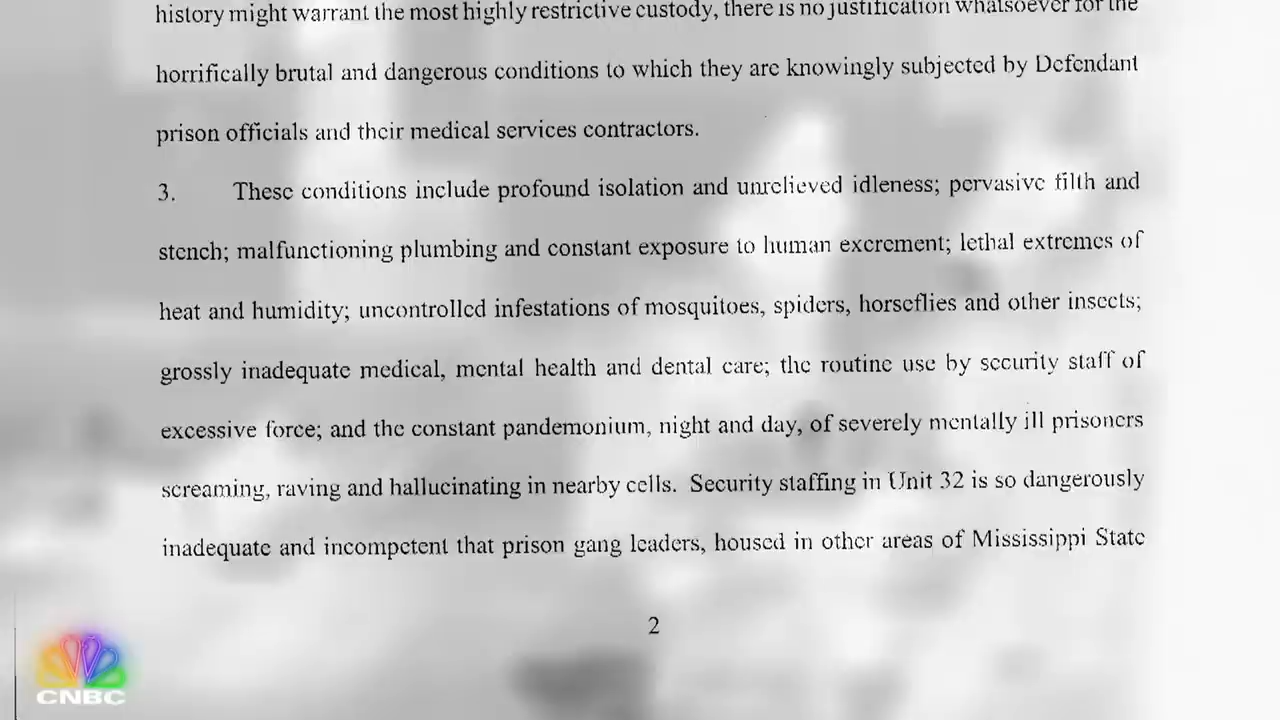 history might warrant the most highly restrictive custody, there is no justification whatsoever for the
horrifically brutal and dangerous conditions to which they are knowingly subjected by Defendant
prison officials and their medical services contractors.
3. These conditions include profound isolation and unrelieved idleness; pervasive filth and
stench; malfunctioning plumbing and constant exposure to human excrement; lethal extremes of
heat and humidity; uncontrolled infestations of mosquitoes, spiders, horseflies and other insects;
grossly inadequate medical, mental health and dental care; the routine use by security staff of
excessive force; and the constant pandemonium, night and day, of severely mentally ill prisoners
screaming, raving and hallucinating in nearby cells. Security staffing in Unit 32 is so dangerously
inadequate and incompetent that prison gang leaders, housed in other areas of Mississippi State
2
CNBC